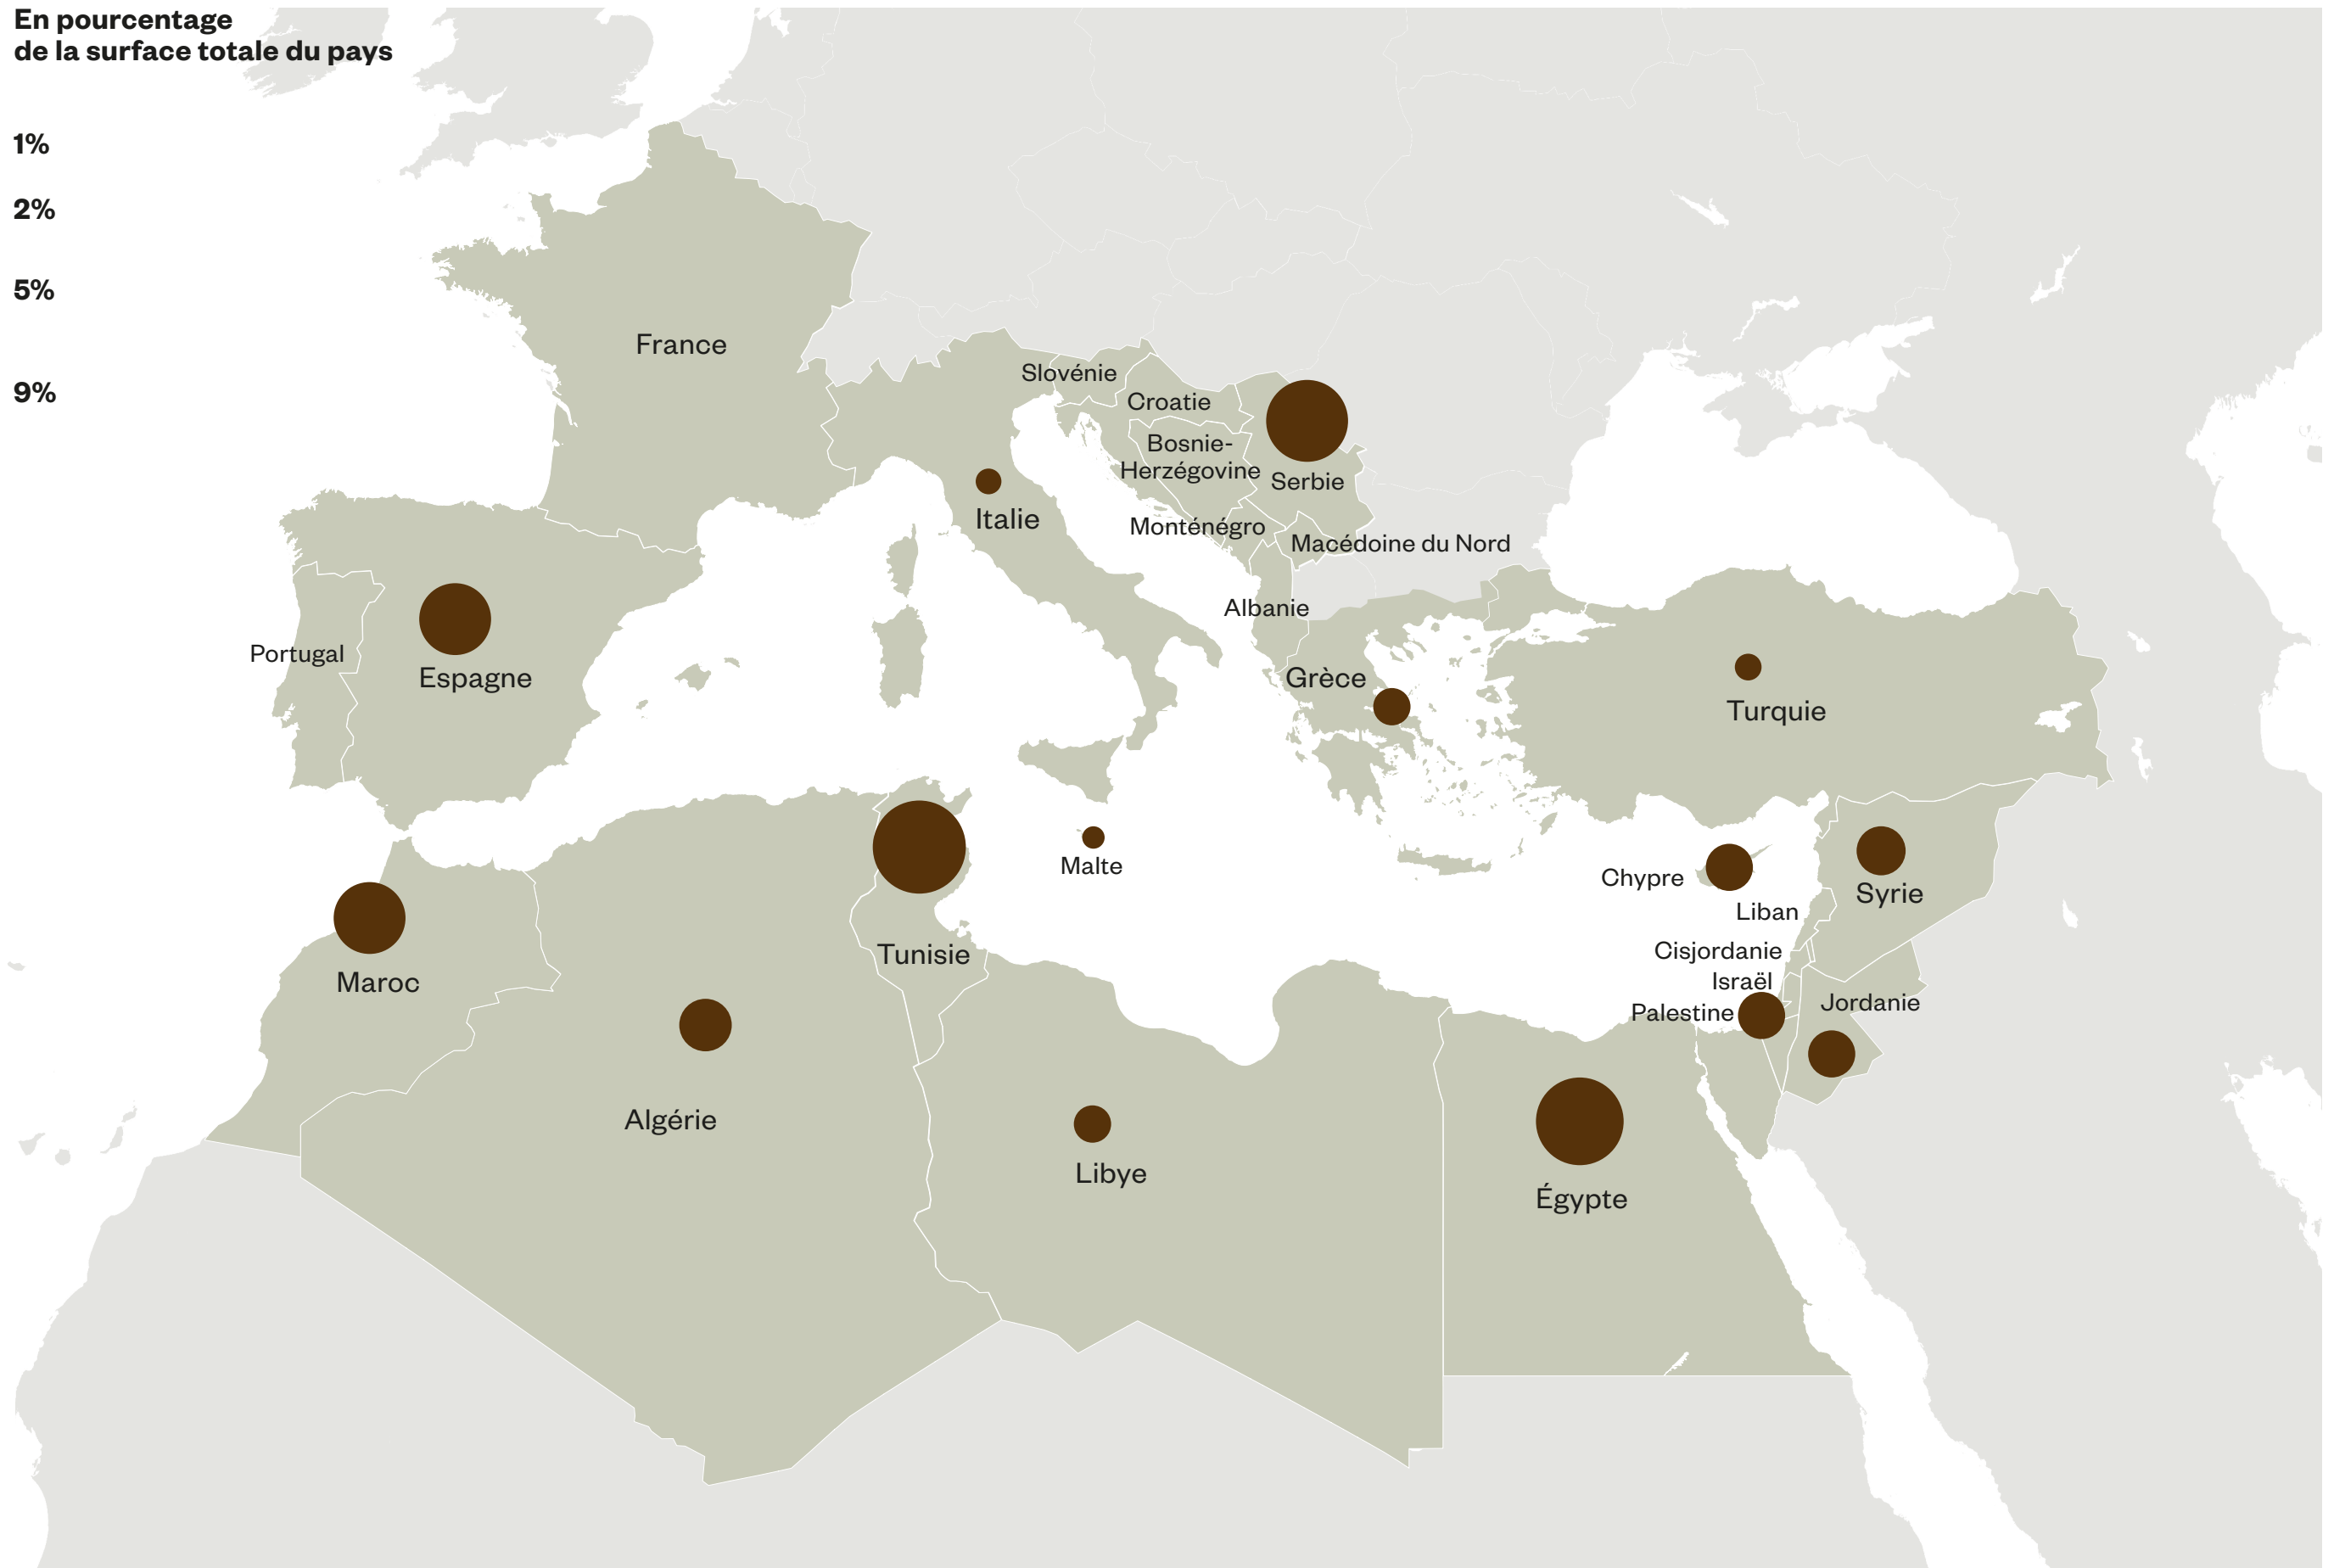 En pourcentage
de la surface totale du pays
1%
2%
5%
9%
France
Slovénie
Croatie
Bosnie-
Herzégovine
Serbie
Italie
Monténégro
Macédoine du Nord
Albanie
Portugal
Espagne
Grèce
Turquie
Malte
Chypre
Syrie
Liban
Tunisie
Cisjordanie
Maroc
Israël
Jordanie
Palestine
Algérie
Libye
Égypte